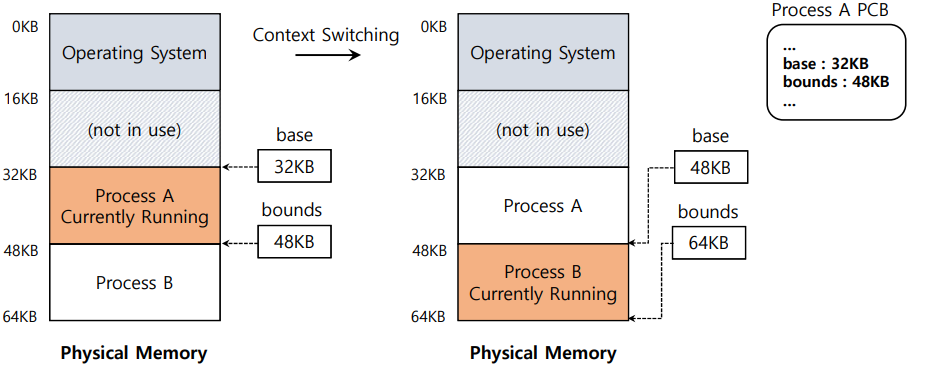 0KB
Operating System
16KB
(not in use)
32KB
Process A
Currently Running
48KB
Process B
64KB
Physical Memory
base
32KB
bounds
48KB
Context Switching
0KB
Operating System
16KB
(not in use)
32KB
Process A
48KB
Process B
Currently Running
64KB
Physical Memory
base
48KB
bounds
64KB
Process A PCB
...
base : 32KB
bounds : 48KB
...